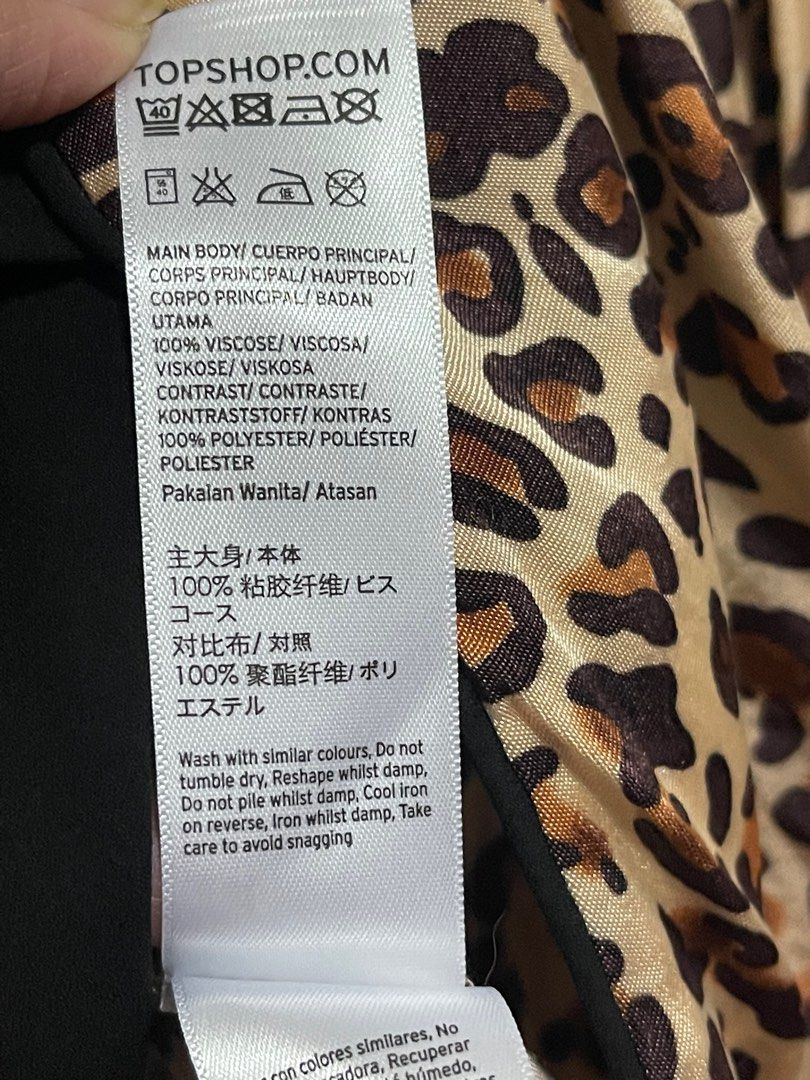 TOPSHOP.COM
40
低
MAIN BODY/ CUERPO PRINCIPAL/
CORPS PRINCIPAL/ HAUPTBODY/
CORPO PRINCIPAL/ BADAN
UTAMA
100% VISCOSE/ VISCOSA/
VISKOSE/ VISKOSA
CONTRAST/ CONTRASTE/
KONTRASTSTOFF/ KONTRAS
100% POLYESTER/ POLIÉSTER/
POLIESTER
Pakaian Wanita/ Atasan
主大身/本体
100% 粘胶纤维/ ビス
コース
对比布/ 対照
100% 聚酯纤维/ ポリ
エステル
Wash with similar colours, Do not
tumble dry, Reshape whilst damp,
Do not pile whilst damp, Cool iron
on reverse, Iron whilst damp, Take
care to avoid snagging
con colores similares, No
Recuperar
húmedo,